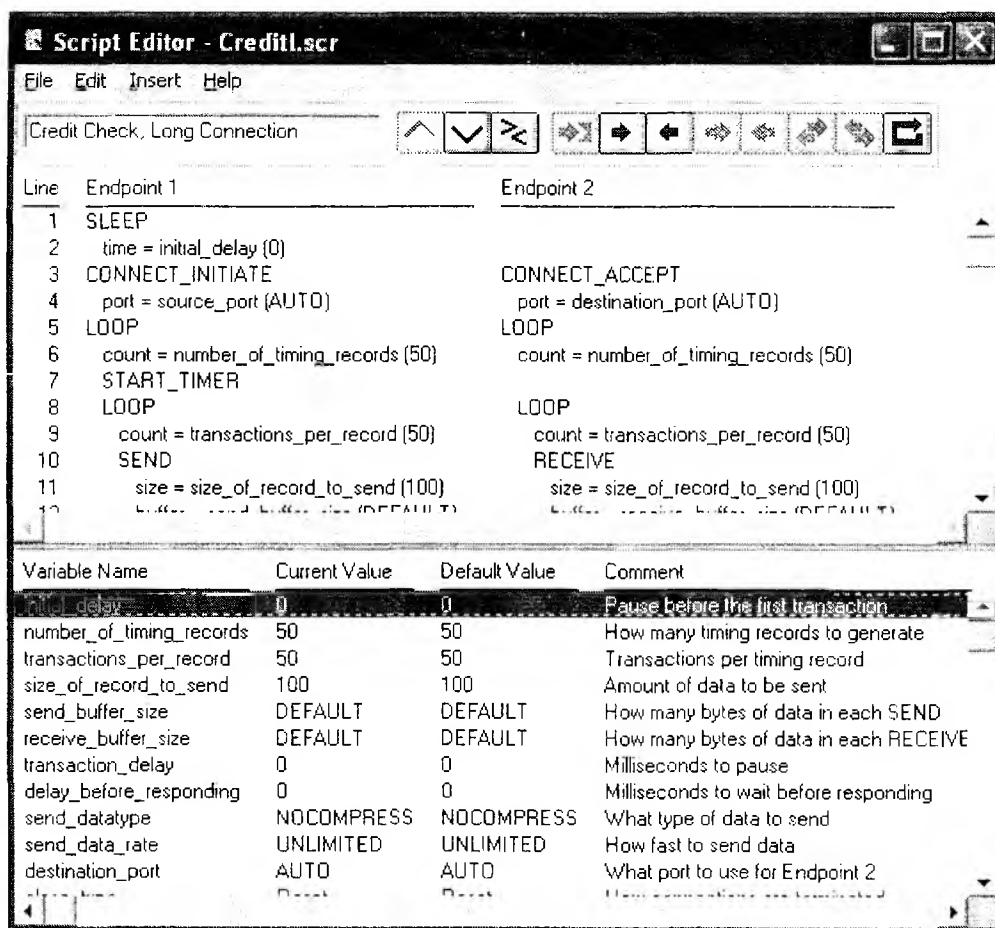 Script Editor - Creditl.scr
File Edit Insert Help
Credit Check, Long Connection
Line Endpoint 1 Endpoint 2
1 SLEEP
2 time = initial_delay (0)
3 CONNECT_INITIATE CONNECT_ACCEPT
4 port = source_port (AUTO) port = destination_port (AUTO)
5 LOOP LOOP
6 count = number_of_timing_records (50) count = number_of_timing_records (50)
7 START_TIMER
8 LOOP LOOP
9 count = transactions_per_record (50) count = transactions_per_record (50)
10 SEND RECEIVE
11 size = size_of_record_to_send (100) size = size_of_record_to_send (100)
Variable Name Current Value Default Value Comment
initial_delay 0 0 Pause before the first transaction
number_of_timing_records 50 50 How many timing records to generate
transactions_per_record 50 50 Transactions per timing record
size_of_record_to_send 100 100 Amount of data to be sent
send_buffer_size DEFAULT DEFAULT How many bytes of data in each SEND
receive_buffer_size DEFAULT DEFAULT How many bytes of data in each RECEIVE
transaction_delay 0 0 Milliseconds to pause
delay_before_responding 0 0 Milliseconds to wait before responding
send_datatype NOCOMPRESS NOCOMPRESS What type of data to send
send_data_rate UNLIMITED UNLIMITED How fast to send data
destination_port AUTO AUTO What port to use for Endpoint 2